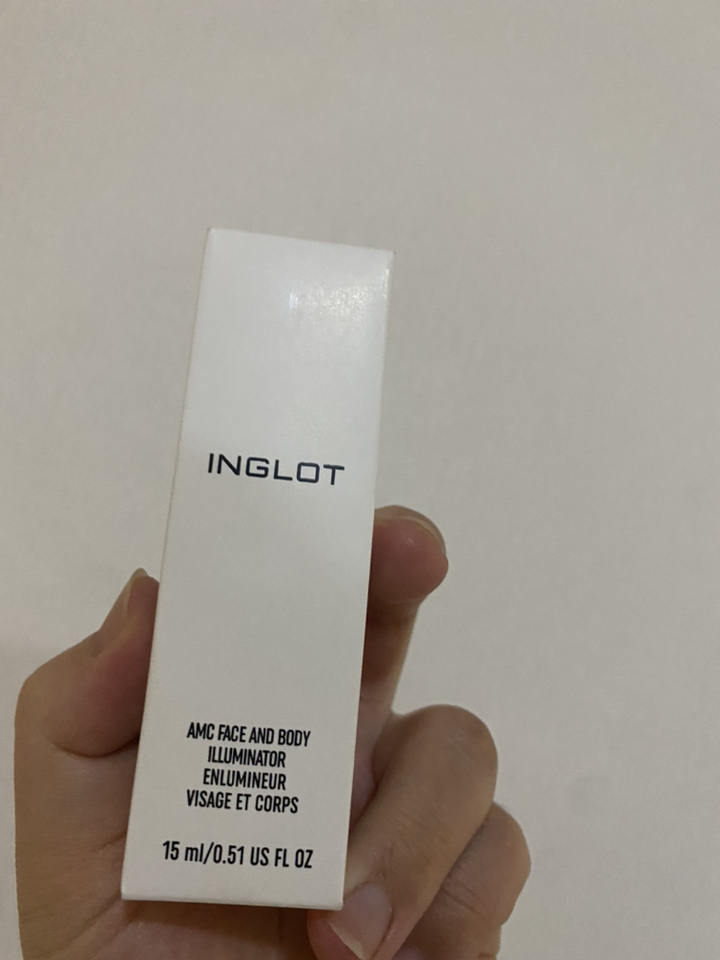 INGLOT
AMC FACE AND BODY
ILLUMINATOR
ENLUMINEUR
VISAGE ET CORPS
15 ml/0.51 US FL OZ